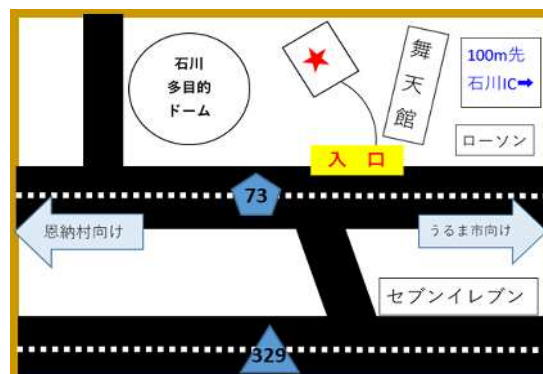 石川
多目的
ドーム
舞天館
100m先
石川IC➡
ローソン
入 口
73
恩納村向け
うるま市向け
セブンイレブン
329